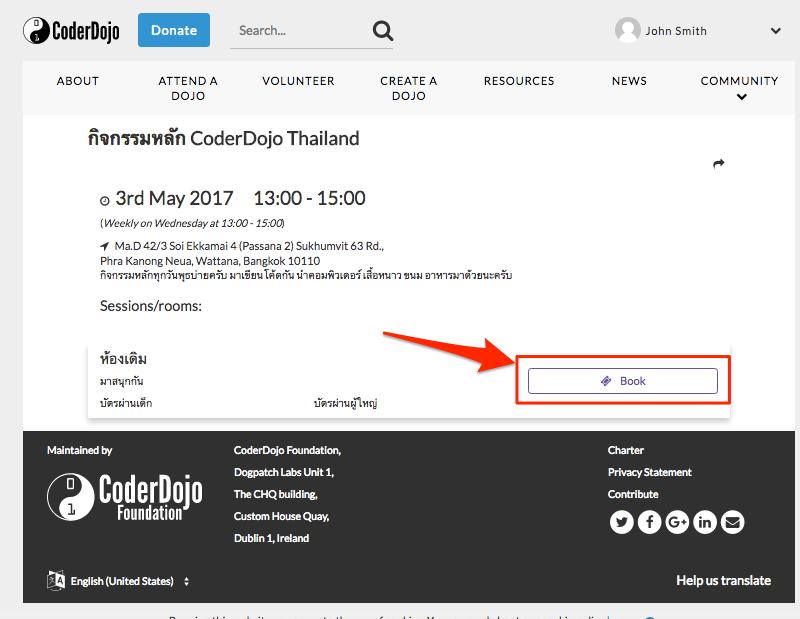 CoderDojo
Donate
Search...
John Smith
ABOUT
ATTEND A
DOJO
VOLUNTEER
CREATE A
DOJO
RESOURCES
NEWS
COMMUNITY
กิจกรรมหลัก CoderDojo Thailand
3rd May 2017 13:00 - 15:00
(Weekly on Wednesday at 13:00 - 15:00)
Ma.D 42/3 Soi Ekkamai 4 (Passana 2) Sukhumvit 63 Rd.,
Phra Kanong Neua, Wattana, Bangkok 10110
กิจกรรมหลักทุกวันพุธบ่ายครับ มาเขียนโค้ดกัน นำคอมพิวเตอร์ เสื้อหนาว ขนม อาหารมาด้วยนะครับ
Sessions/rooms:
ห้องเดิม
มาสนุกกัน
บัตรผ่านเด็ก
บัตรผ่านผู้ใหญ่
Book
Maintained by
CoderDojo
Foundation
CoderDojo Foundation,
Dogpatch Labs Unit 1,
The CHQ building,
Custom House Quay,
Dublin 1, Ireland
Charter
Privacy Statement
Contribute
English (United States)
Help us translate